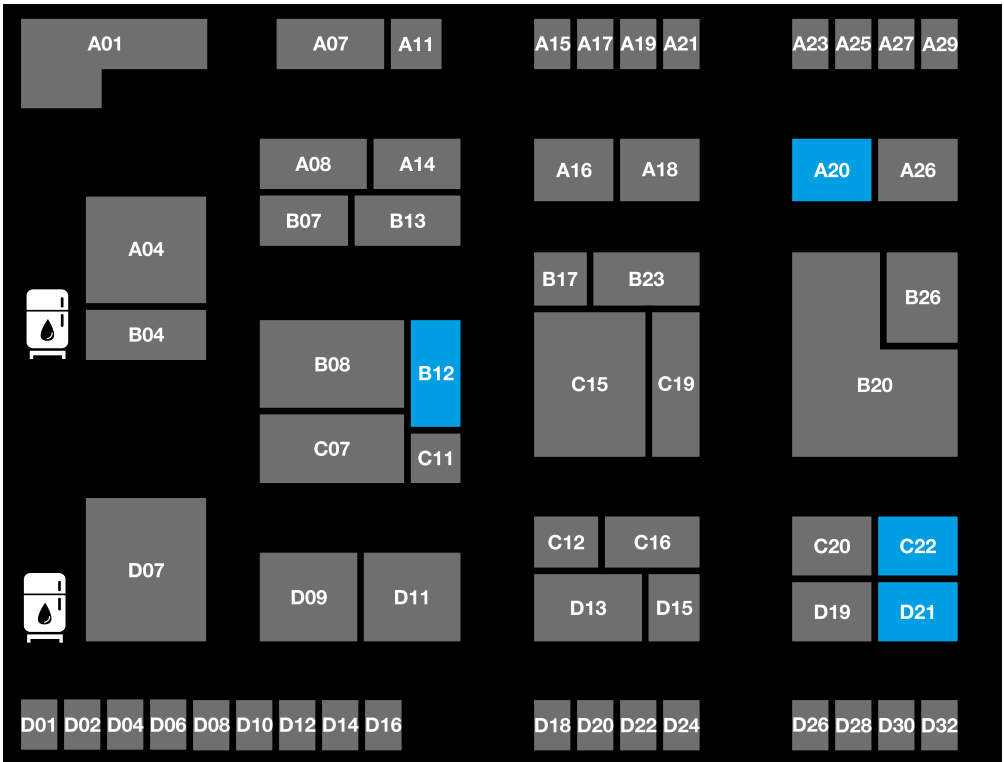 A01 A07 A11 A15 A17 A19 A21 A23 A25 A27 A29
A08 A14 A16 A18 A20 A26
B07 B13
A04
B17 B23 B26
B04
B08 B12 C15 C19 B20
C07 C11
C12 C16 C20 C22
D07
D09 D11 D13 D15 D19 D21
D01 D02 D04 D06 D08 D10 D12 D14 D16 D18 D20 D22 D24 D26 D28 D30 D32